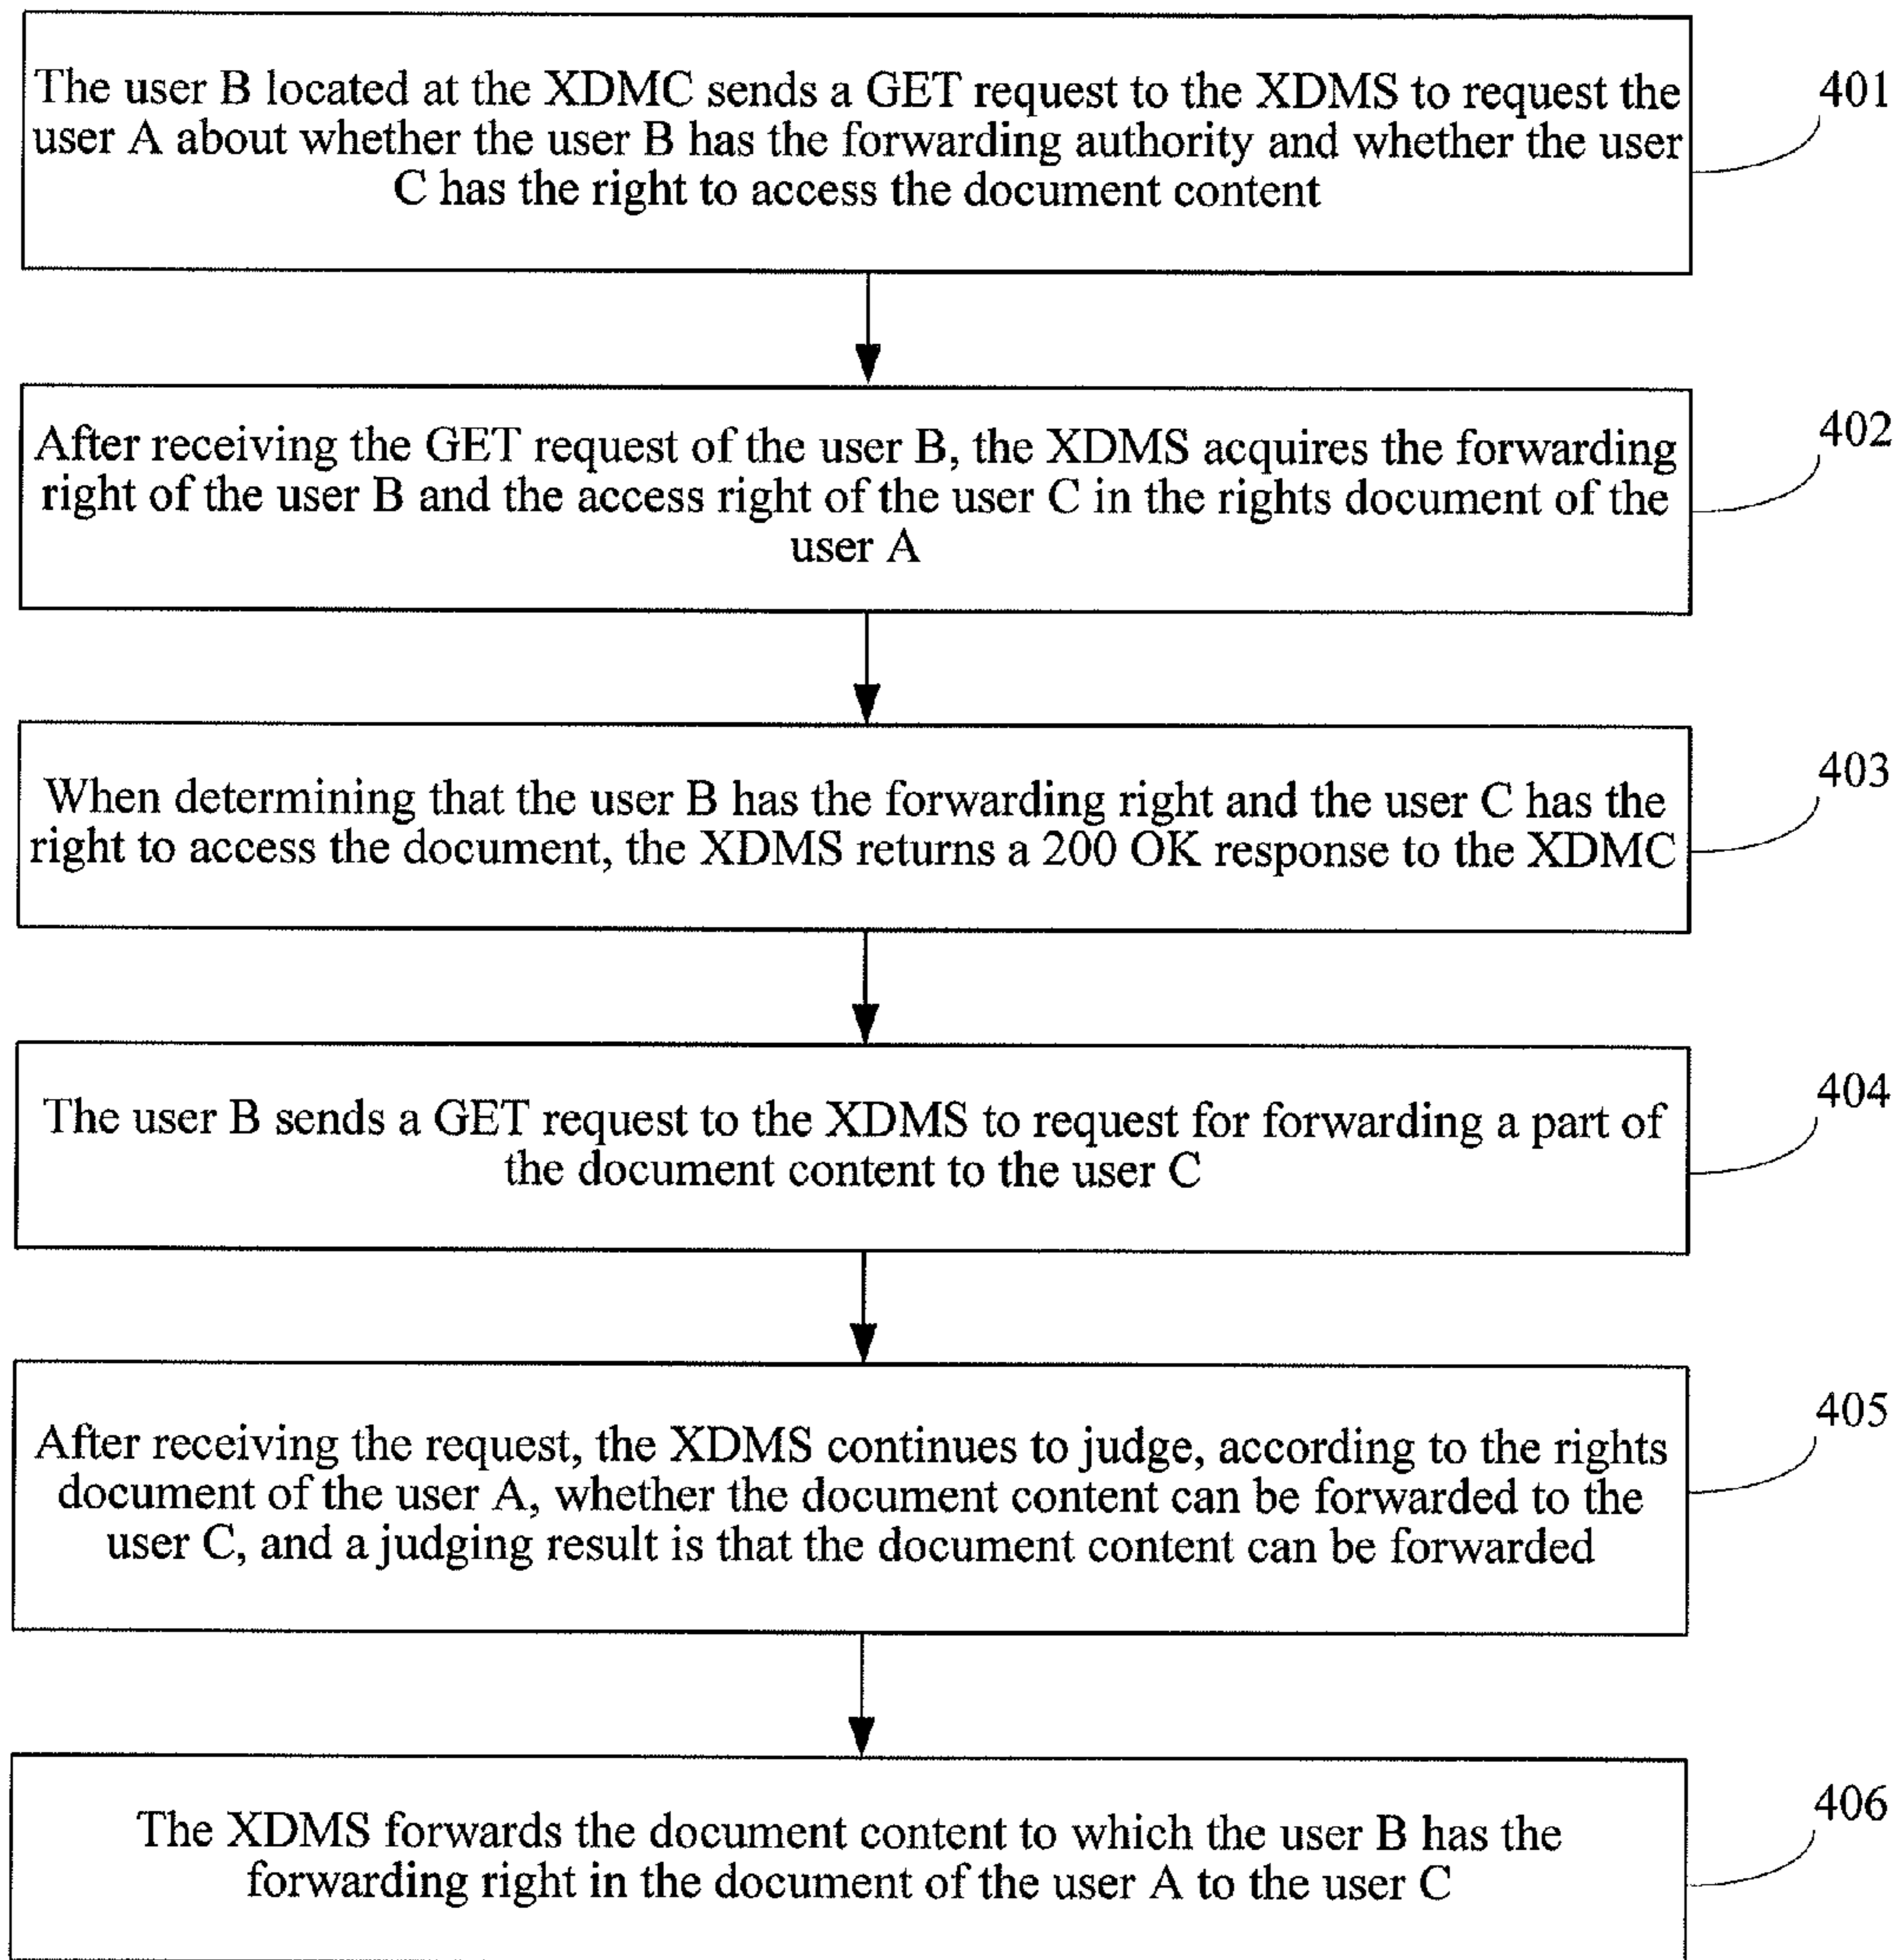 The user B located at the XDMC sends a GET request to the XDMS to request the
user A about whether the user B has the forwarding authority and whether the user
C has the right to access the document content
401
After receiving the GET request of the user B, the XDMS acquires the forwarding
right of the user B and the access right of the user C in the rights document of the
user A
402
When determining that the user B has the forwarding right and the user C has the
right to access the document, the XDMS returns a 200 OK response to the XDMC
403
The user B sends a GET request to the XDMS to request for forwarding a part of
the document content to the user C
404
After receiving the request, the XDMS continues to judge, according to the rights
document of the user A, whether the document content can be forwarded to the
user C, and a judging result is that the document content can be forwarded
405
The XDMS forwards the document content to which the user B has the
forwarding right in the document of the user A to the user C
406